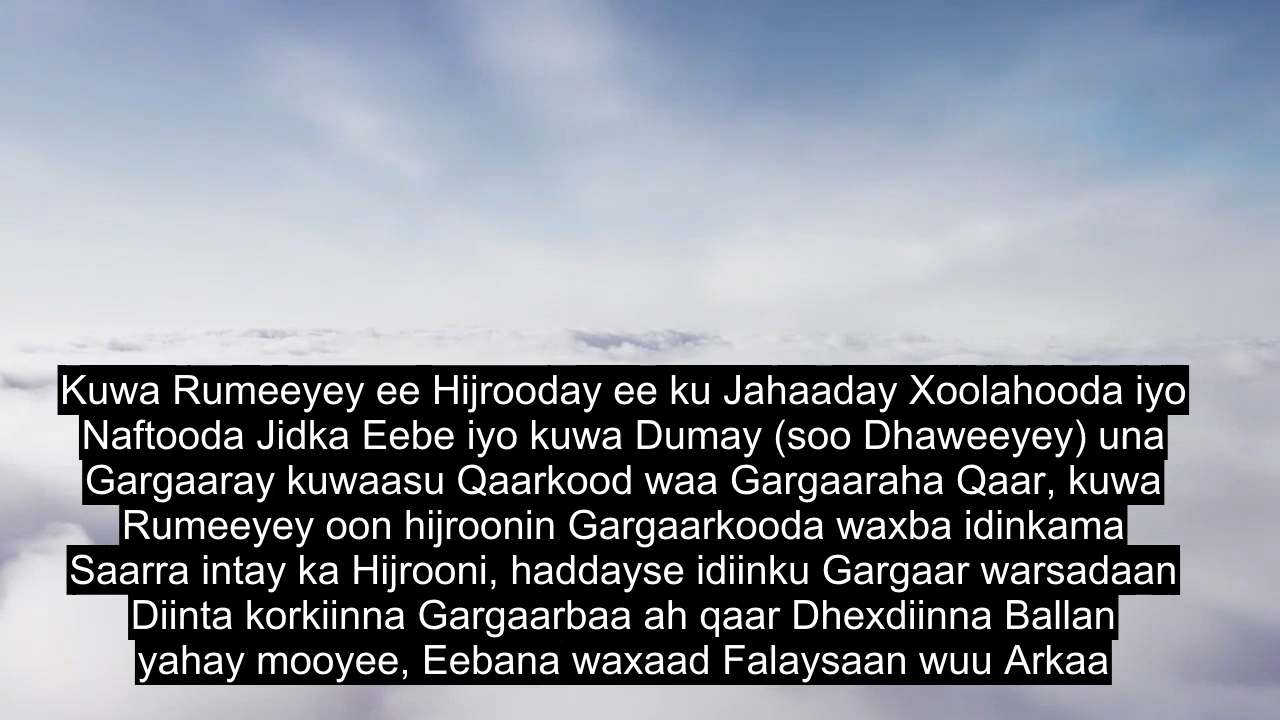 Kuwa Rumeeyey ee Hijrooday ee ku Jahaaday Xoolahooda iyo
Naftooda Jidka Eebe iyo kuwa Dumay (soo Dhaweeyey) una
Gargaaray kuwaasu Qaarkood waa Gargaaraha Qaar, kuwa
Rumeeyey oon hijroonin Gargaarkooda waxba idinkama
Saarra intay ka Hijrooni, haddayse idiinku Gargaar warsadaan
Diinta korkiinna Gargaarbaa ah qaar Dhexdiinna Ballan
yahay mooyee, Eebana waxaad Falaysaan wuu Arkaa